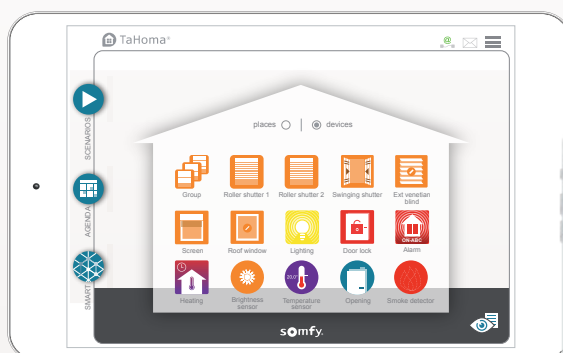 TaHoma®
places
devices
SCENARIOS
Group
Roller shutter 1
Roller shutter 2
Swinging shutter
Ext venetian
blind
AGENDA
Screen
Roof window
Lighting
Door lock
ON-ABC
Alarm
SMART
20.0°
Heating
Brightness
sensor
Temperature
sensor
Opening
Smoke detector
somfy.